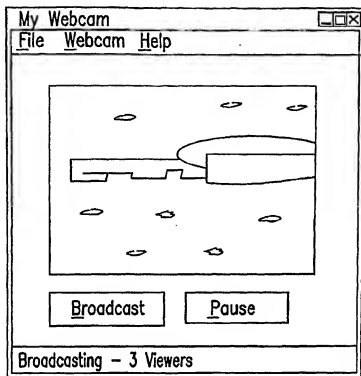 My Webcam
File Webcam Help
Broadcast Pause
Broadcasting – 3 Viewers